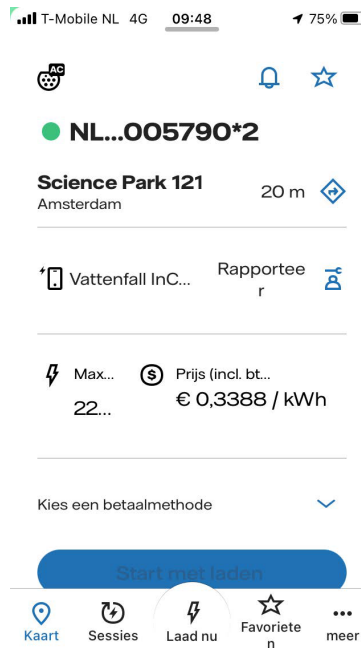 T-Mobile NL 4G 09:48 75%
AC
NL...005790*2
Science Park 121
Amsterdam
20 m
Vattenfall InC...
Rapportee
r
Max...
22...
Prijs (incl. bt...
€ 0,3388 / kWh
Kies een betaalmethode
Start met laden
Kaart
Sessies
Laad nu
Favoriete
n
meer